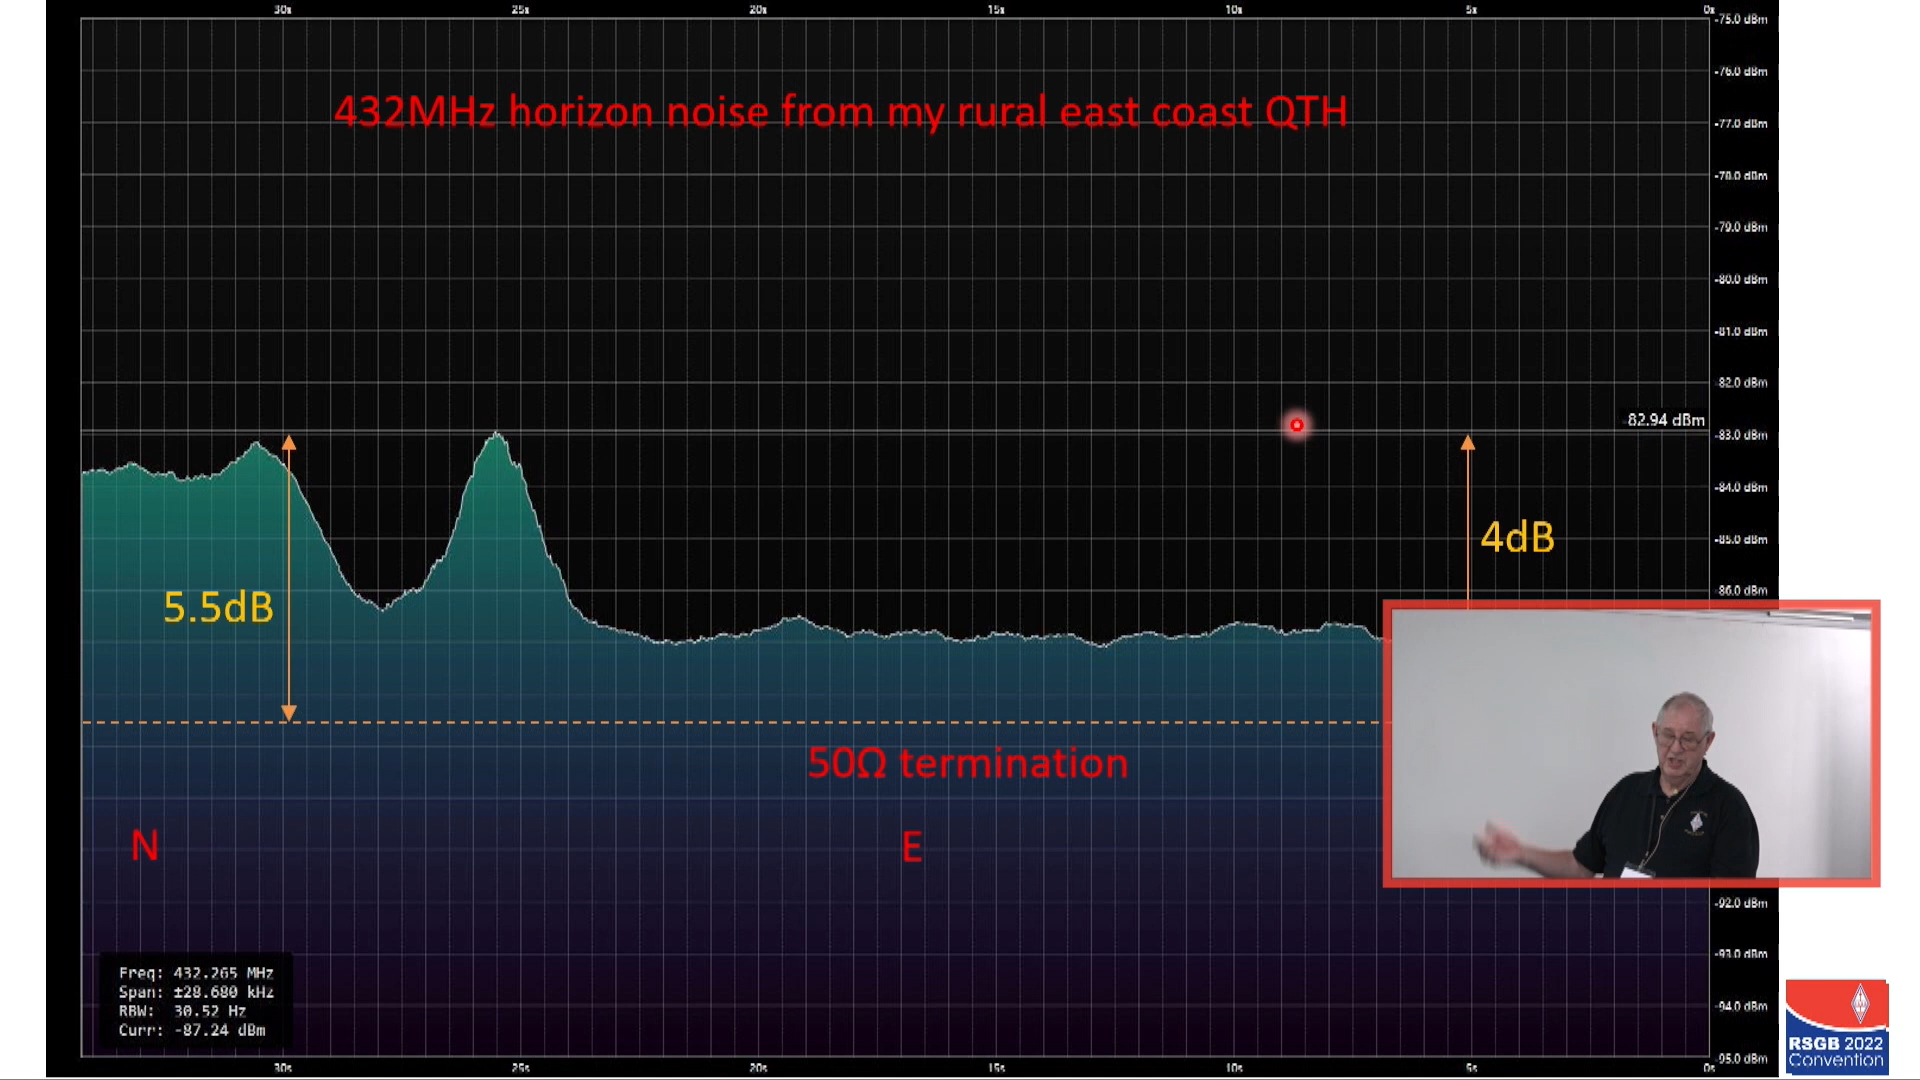 30s 25s 20s 15s 10s 5s 0s
-75.0 dBm
-76.0 dBm
432MHz horizon noise from my rural east coast QTH
-77.0 dBm
-78.0 dBm
-79.0 dBm
-80.0 dBm
-81.0 dBm
-82.0 dBm
-82.94 dBm
-83.0 dBm
-84.0 dBm
4dB
-85.0 dBm
-86.0 dBm
5.5dB
50Ω termination
N E
-92.0 dBm
-93.0 dBm
Freq: 432.265 MHz
Span: ±28.680 kHz
RBW: 30.52 Hz
Curr: -87.24 dBm
-94.0 dBm
-95.0 dBm
30s 25s 20s 15s 10s 5s 0s
RSGB 2022
Convention